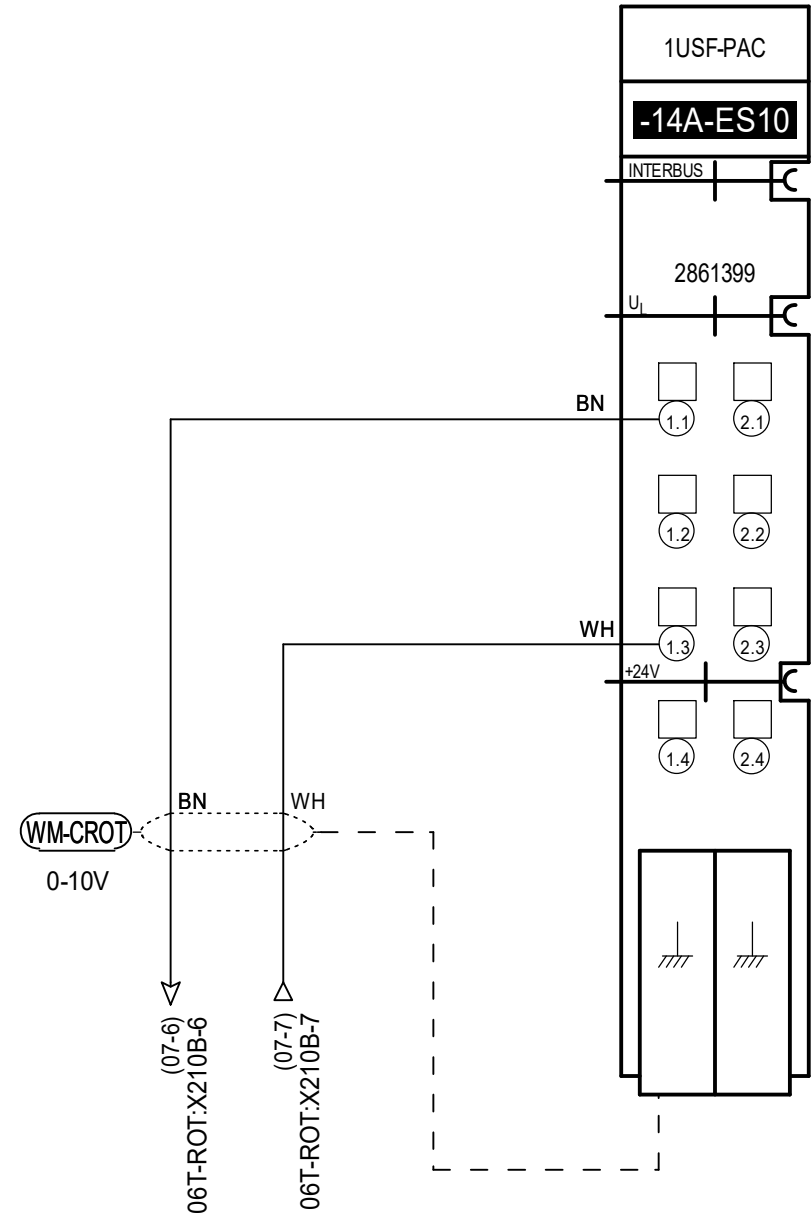 1USF-PAC
-14A-ES10
INTERBUS
2861399
UL
BN
1.1 2.1
1.2 2.2
WH
1.3 2.3
+24V
1.4 2.4
BN WH
WM-CROT
0-10V
(07-6)
06T-ROT:X210B-6
(07-7)
06T-ROT:X210B-7